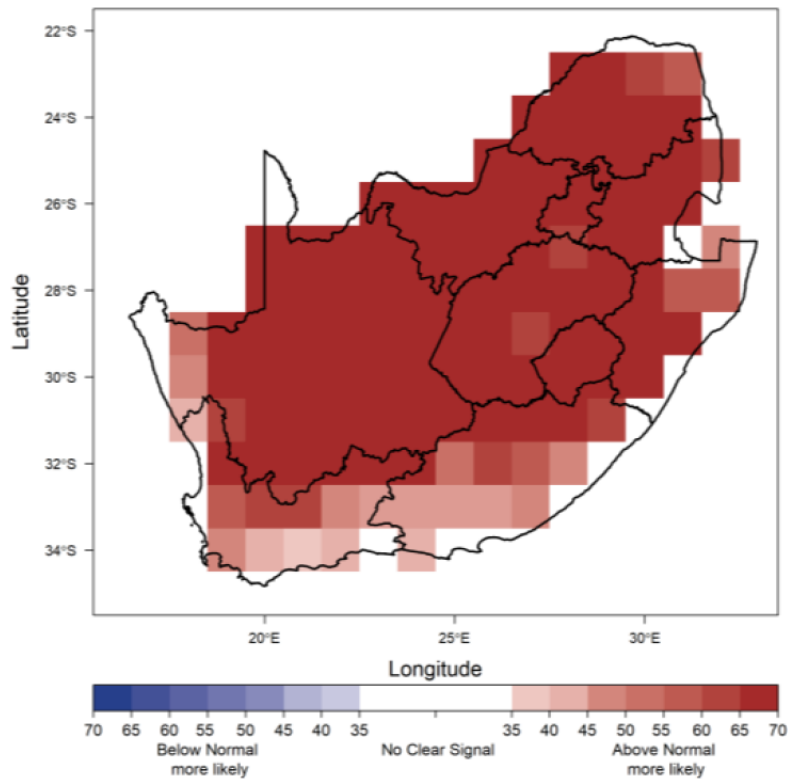 22°S
24°S
26°S
28°S
30°S
32°S
34°S
Latitude
20°E 25°E 30°E
Longitude
70 65 60 55 50 45 40 35 35 40 45 50 55 60 65 70
Below Normal No Clear Signal Above Normal
more likely more likely